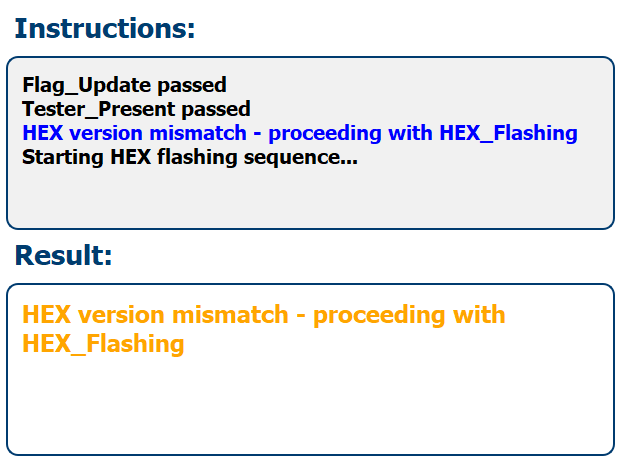 Instructions:
Flag_Update passed
Tester_Present passed
HEX version mismatch - proceeding with HEX_Flashing
Starting HEX flashing sequence...
Result:
HEX version mismatch - proceeding with
HEX_Flashing